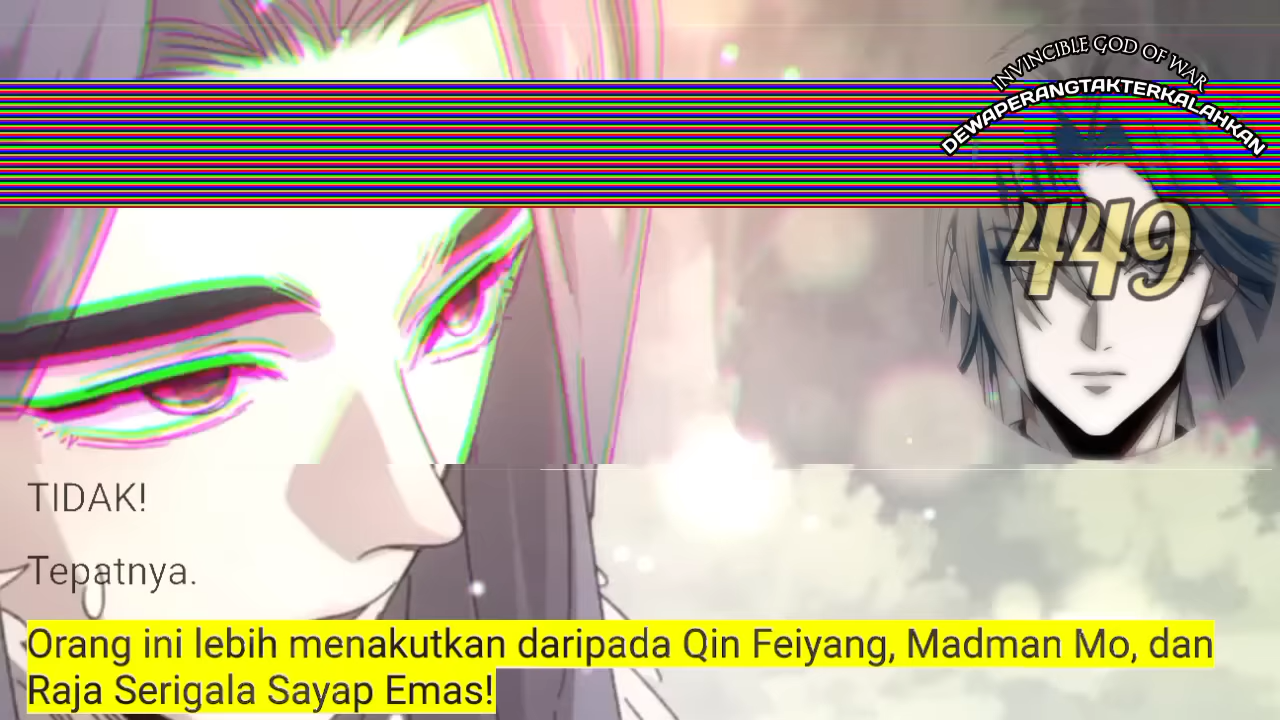 INVINCIBLE GOD OF WAR
DEWAPERANGTAKTERKALAHKAN
449
TIDAK!
Tepatnya.
Orang ini lebih menakutkan daripada Qin Feiyang, Madman Mo, dan
Raja Serigala Sayap Emas!